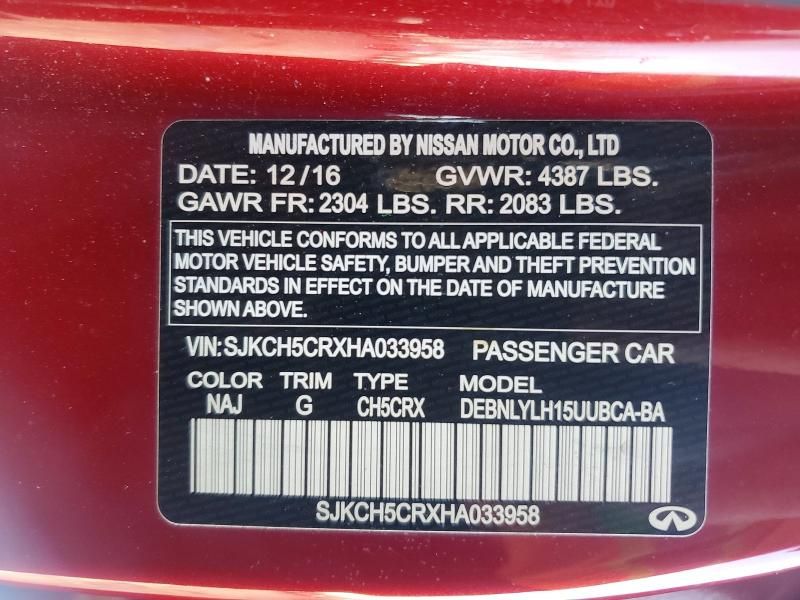 MANUFACTURED BY NISSAN MOTOR CO., LTD
DATE: 12/16 GVWR: 4387 LBS.
GAWR FR: 2304 LBS. RR: 2083 LBS.
THIS VEHICLE CONFORMS TO ALL APPLICABLE FEDERAL
MOTOR VEHICLE SAFETY, BUMPER AND THEFT PREVENTION
STANDARDS IN EFFECT ON THE DATE OF MANUFACTURE
SHOWN ABOVE.
VIN: SJKCH5CRXHA033958 PASSENGER CAR
COLOR TRIM TYPE MODEL
NAJ G CH5CRX DEBNLYLH15UUBCA-BA
SJKCH5CRXHA033958